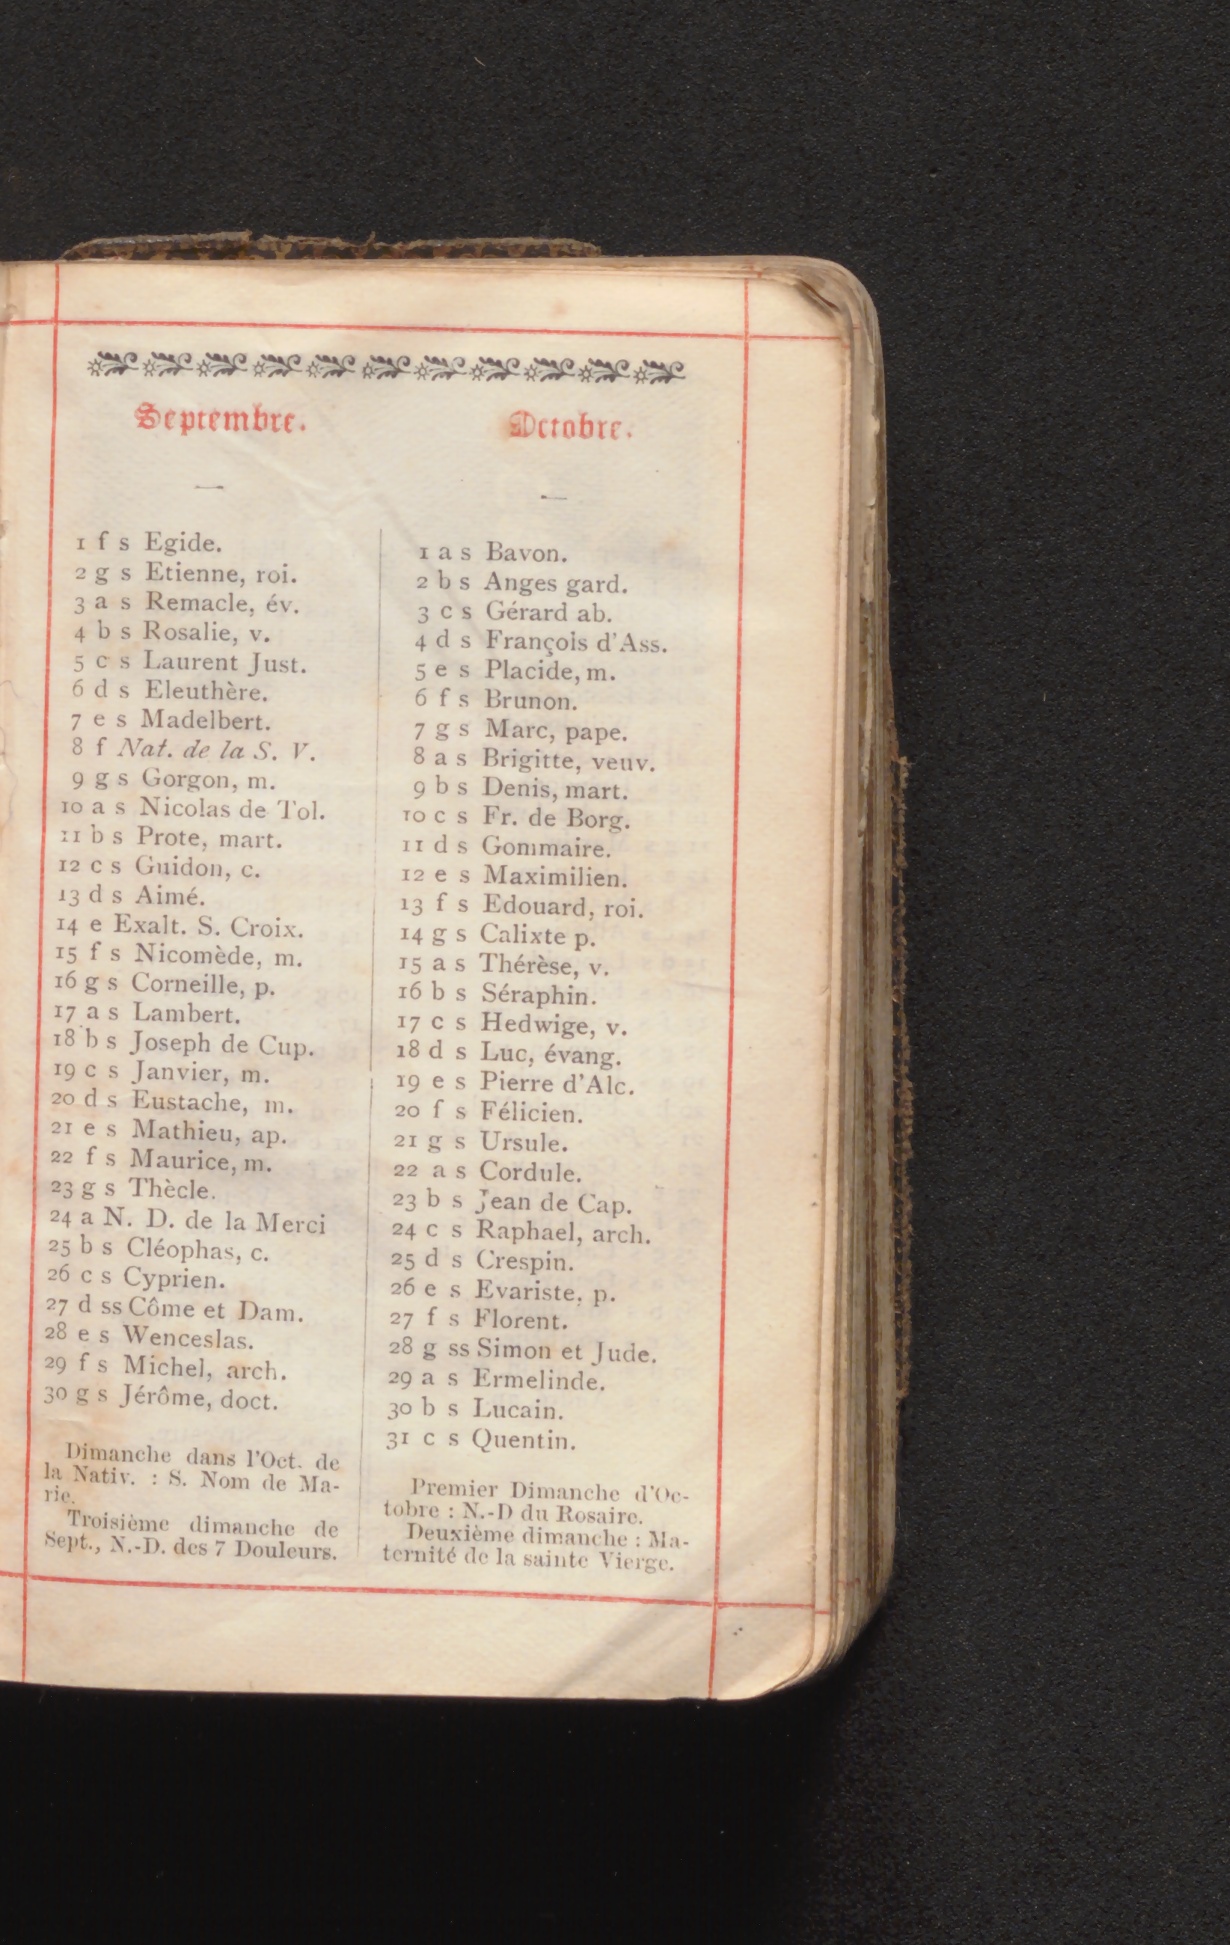 Septembre.
1 f s Egide.
2 g s Etienne, roi.
3 a s Remacle, év.
4 b s Rosalie, v.
5 c s Laurent Just.
6 d s Eleuthère.
7 e s Madelbert.
8 f Nat. de la S. V.
9 g s Gorgon, m.
10 a s Nicolas de Tol.
11 b s Prote, mart.
12 c s Guidon, c.
13 d s Aimé.
14 e Exalt. S. Croix.
15 f s Nicomède, m.
16 g s Corneille, p.
17 a s Lambert.
18 b s Joseph de Cup.
19 c s Janvier, m.
20 d s Eustache, m.
21 e s Mathieu, ap.
22 f s Maurice, m.
23 g s Thècle.
24 a N. D. de la Merci
25 b s Cléophas, c.
26 c s Cyprien.
27 d ss Côme et Dam.
28 e s Wenceslas.
29 f s Michel, arch.
30 g s Jérôme, doct.
Dimanche dans l'Oct. de
la Nativ. : S. Nom de Ma-
rie.
Troisième dimanche de
Sept., N.-D. des 7 Douleurs.
Octobre.
1 a s Bavon.
2 b s Anges gard.
3 c s Gérard ab.
4 d s François d'Ass.
5 e s Placide, m.
6 f s Brunon.
7 g s Marc, pape.
8 a s Brigitte, veuv.
9 b s Denis, mart.
10 c s Fr. de Borg.
11 d s Gommaire.
12 e s Maximilien.
13 f s Edouard, roi.
14 g s Calixte p.
15 a s Thérèse, v.
16 b s Séraphin.
17 c s Hedwige, v.
18 d s Luc, évang.
19 e s Pierre d'Alc.
20 f s Félicien.
21 g s Ursule.
22 a s Cordule.
23 b s Jean de Cap.
24 c s Raphael, arch.
25 d s Crespin.
26 e s Evariste, p.
27 f s Florent.
28 g ss Simon et Jude.
29 a s Ermelinde.
30 b s Lucain.
31 c s Quentin.
Premier Dimanche d'Oc-
tobre : N.-D du Rosaire.
Deuxième dimanche : Ma-
ternité de la sainte Vierge.